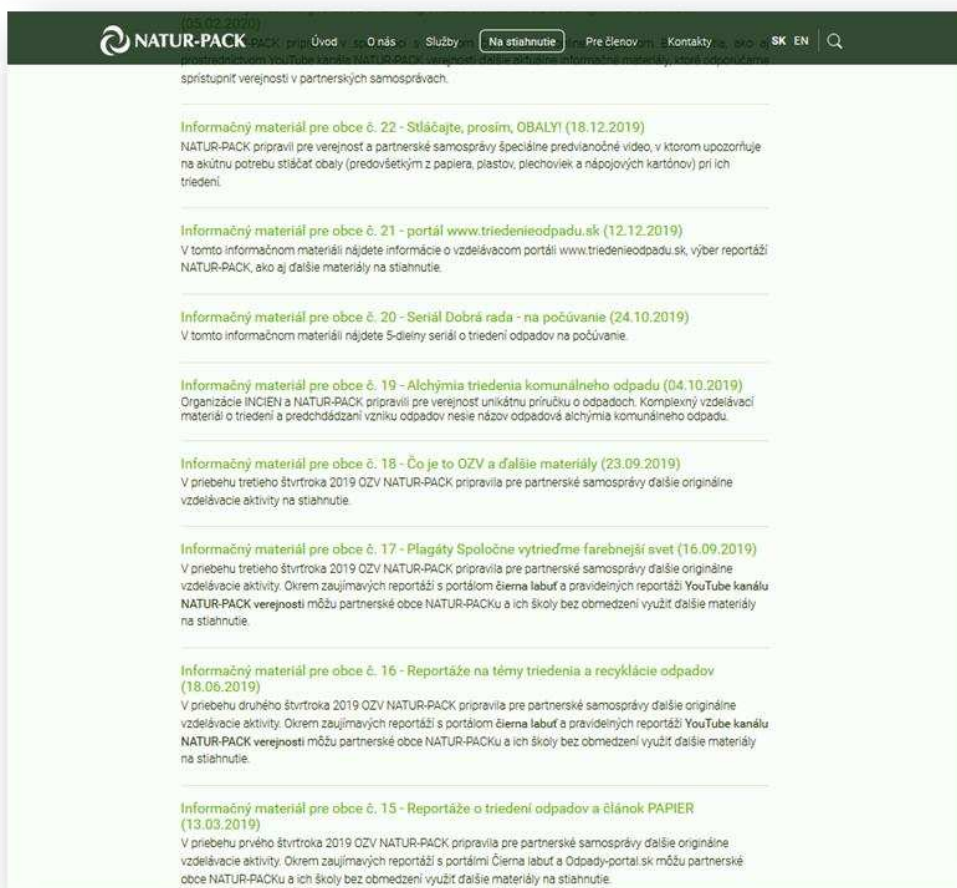 (05.02.2020)
NATUR-PACK
Úvod O nás Služby Na stiahnutie Pre členov Kontakty SK EN
prostredníctvom YouTube kanála NATUR-PACK verejnosti ďalšie aktuálne informačné materiály, ktoré odporúčame
sprístupniť verejnosti v partnerských samosprávach.
Informačný materiál pre obce č. 22 - Stláčajte, prosím, OBALY! (18.12.2019)
NATUR-PACK pripravil pre verejnosť a partnerské samosprávy špeciálne predvianočné video, v ktorom upozorňuje
na akútnu potrebu stláčať obaly (predovšetkým z papiera, plastov, plechoviek a nápojových kartónov) pri ich
triedení.
Informačný materiál pre obce č. 21 - portál www.triedenieodpadu.sk (12.12.2019)
V tomto informačnom materiáli nájdete informácie o vzdelávacom portáli www.triedenieodpadu.sk, výber reportáží
NATUR-PACK, ako aj ďalšie materiály na stiahnutie.
Informačný materiál pre obce č. 20 - Seriál Dobrá rada - na počúvanie (24.10.2019)
V tomto informačnom materiáli nájdete 5-dielny seriál o triedení odpadov na počúvanie.
Informačný materiál pre obce č. 19 - Alchýmia triedenia komunálneho odpadu (04.10.2019)
Organizácie INCIEN a NATUR-PACK pripravili pre verejnosť unikátnu príručku o odpadoch. Komplexný vzdelávací
materiál o triedení a predchdádzaní vzniku odpadov nesie názov odpadová alchýmia komunálneho odpadu.
Informačný materiál pre obce č. 18 - Čo je to OZV a ďalšie materiály (23.09.2019)
V priebehu tretieho štvrťroka 2019 OZV NATUR-PACK pripravila pre partnerské samosprávy ďalšie originálne
vzdelávacie aktivity na stiahnutie.
Informačný materiál pre obce č. 17 - Plagáty Spoločne vytrieďme farebnejší svet (16.09.2019)
V priebehu tretieho štvrťroka 2019 OZV NATUR-PACK pripravila pre partnerské samosprávy ďalšie originálne
vzdelávacie aktivity. Okrem zaujímavých reportáží s portálom čierna labuť a pravidelných reportáží YouTube kanálu
NATUR-PACK verejnosti môžu partnerské obce NATUR-PACKu a ich školy bez obmedzení využiť ďalšie materiály
na stiahnutie.
Informačný materiál pre obce č. 16 - Reportáže na témy triedenia a recyklácie odpadov
(18.06.2019)
V priebehu druhého štvrťroka 2019 OZV NATUR-PACK pripravila pre partnerské samosprávy ďalšie originálne
vzdelávacie aktivity. Okrem zaujímavých reportáží s portálom čierna labuť a pravidelných reportáží YouTube kanálu
NATUR-PACK verejnosti môžu partnerské obce NATUR-PACKu a ich školy bez obmedzení využiť ďalšie materiály
na stiahnutie.
Informačný materiál pre obce č. 15 - Reportáže o triedení odpadov a článok PAPIER
(13.03.2019)
V priebehu prvého štvrťroka 2019 OZV NATUR-PACK pripravila pre partnerské samosprávy ďalšie originálne
vzdelávacie aktivity. Okrem zaujímavých reportáží s portálmi Čierna labuť a Odpady-portal.sk môžu partnerské
obce NATUR-PACKu a ich školy bez obmedzení využiť ďalšie materiály na stiahnutie.